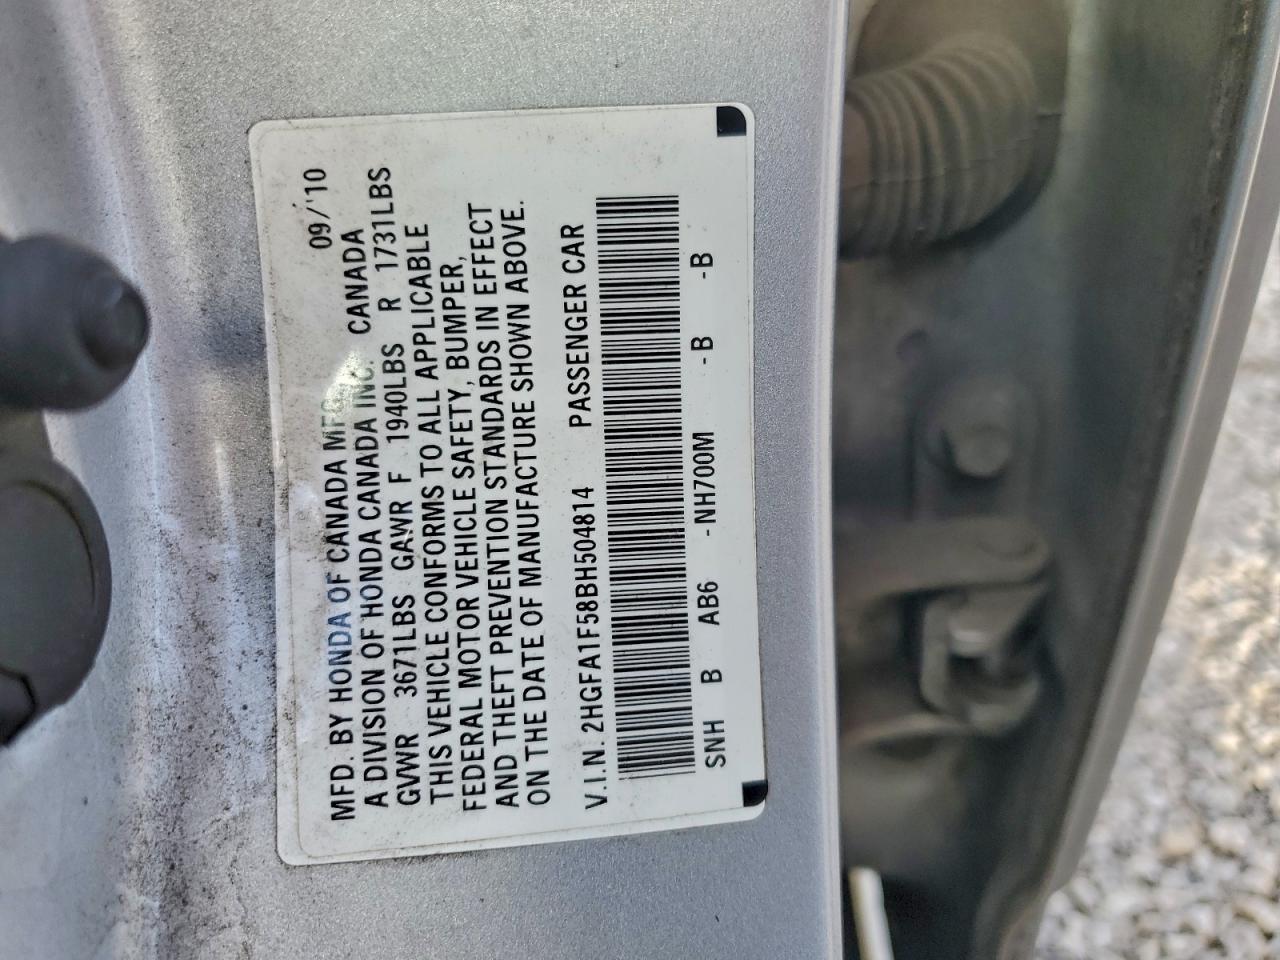 09/'10
MFD. BY HONDA OF CANADA MFG.
A DIVISION OF HONDA CANADA INC. CANADA
GVWR 3671LBS GAWR F 1940LBS R 1731LBS
THIS VEHICLE CONFORMS TO ALL APPLICABLE
FEDERAL MOTOR VEHICLE SAFETY, BUMPER,
AND THEFT PREVENTION STANDARDS IN EFFECT
ON THE DATE OF MANUFACTURE SHOWN ABOVE.
V.I.N. 2HGFA1F58BH504814 PASSENGER CAR
SNH B AB6 -NH700M -B -B